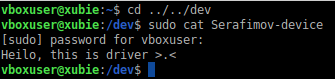 vboxuser@xubie:~$ cd ../../dev
vboxuser@xubie:/dev$ sudo cat Serafimov-device
[sudo] password for vboxuser:
Heilo, this is driver >.<
vboxuser@xubie:/dev$